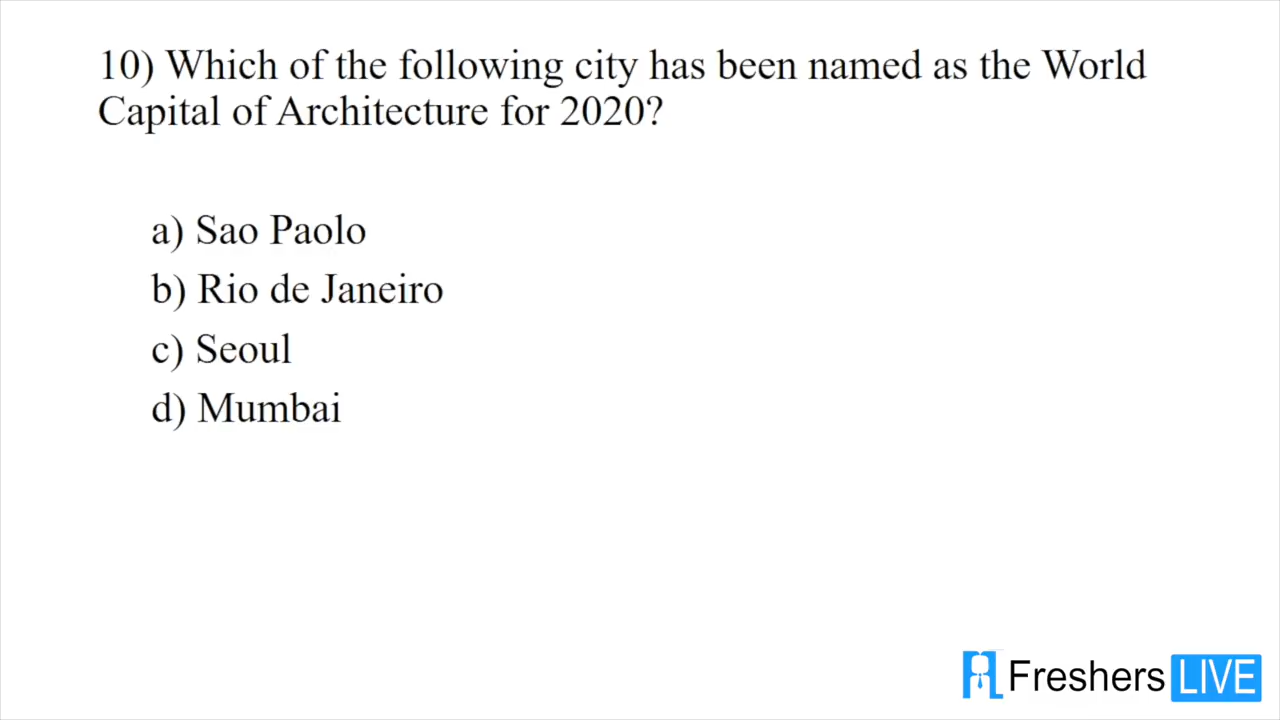 10) Which of the following city has been named as the World
Capital of Architecture for 2020?
a) Sao Paolo
b) Rio de Janeiro
c) Seoul
d) Mumbai
Freshers LIVE